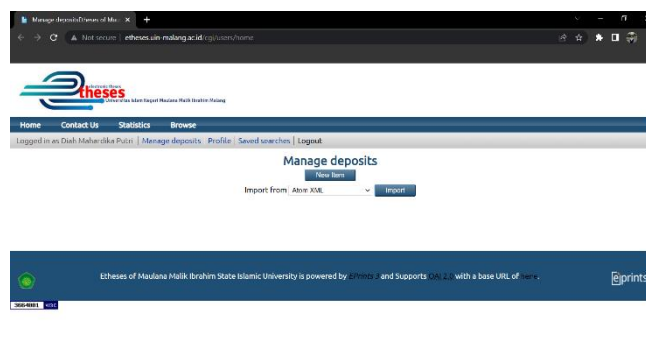 Manage deposits
Not secure | etheses.uin-malang.ac.id/cgi/users/home
electronic theses
Etheses
Universitas Islam Negeri Maulana Malik Ibrahim Malang
Home Contact Us Statistics Browse
Logged in as Diah Mahardika Putri | Manage deposits Profile Saved searches | Logout
Manage deposits
New Item
Import from Atom XML Import
Etheses of Maulana Malik Ibrahim State Islamic University is powered by EPrints 3 and Supports OAI 2.0 with a base URL of here.
eprints